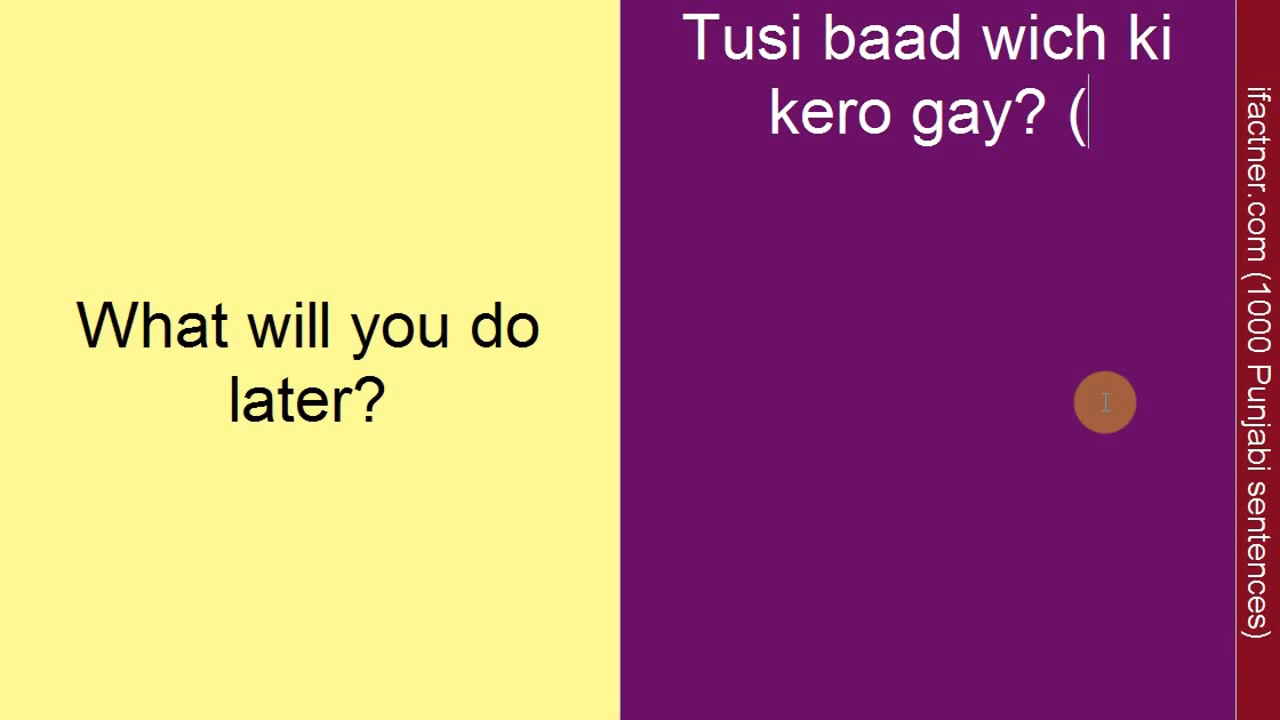 What will you do
later?
Tusi baad wich ki
kero gay? (
ifactner.com (1000 Punjabi sentences)